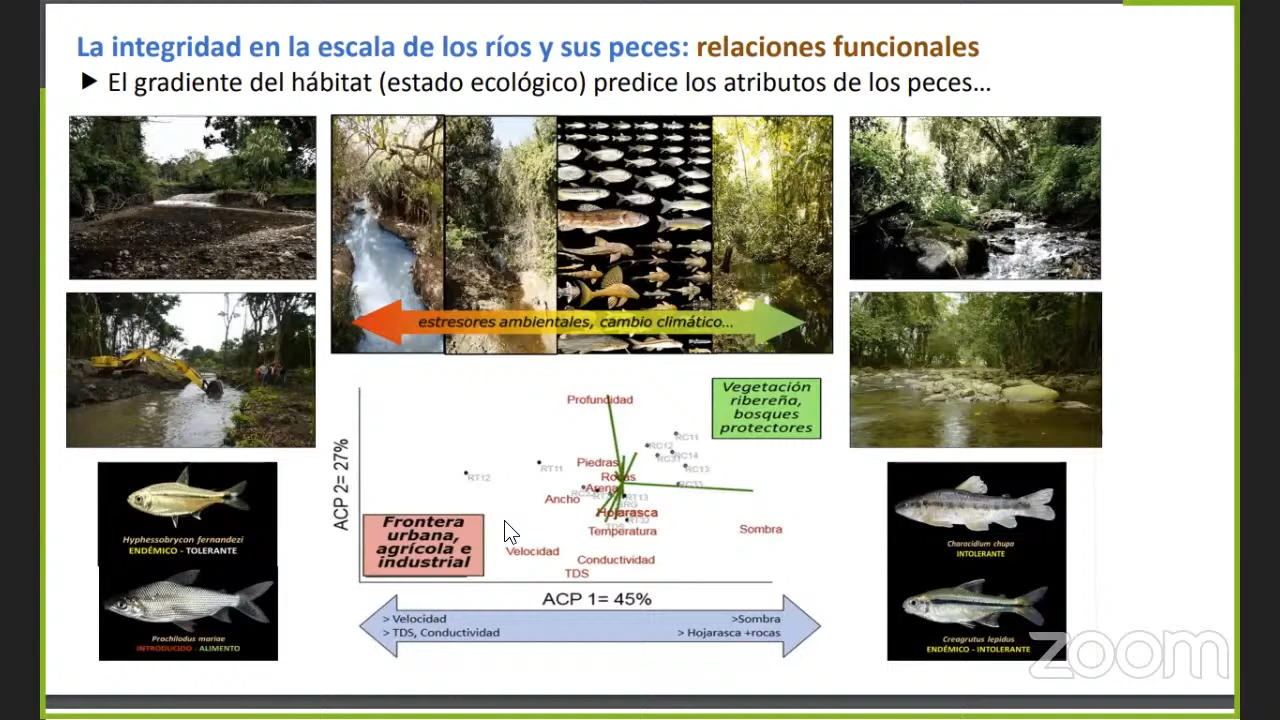 La integridad en la escala de los ríos y sus peces: relaciones funcionales
El gradiente del hábitat (estado ecológico) predice los atributos de los peces...
estresores ambientales, cambio climático...
Profundidad
Vegetación
ribereña,
bosques
protectores
RC11
RC12
RC14
RC13
Piedras
RT11
RT12
Rocas
Arena
Ancho
RT13
Hojarasca
Temperatura
Sombra
Velocidad
Conductividad
TDS
Frontera
urbana,
agrícola e
industrial
ACP 2= 27%
ACP 1= 45%
> Velocidad
>Sombra
> TDS, Conductividad
> Hojarasca +rocas
Hyphessobrycon fernandezi
ENDÉMICO - TOLERANTE
Prochilodus mariae
INTRODUCIDO - ALIMENTO
Characidium chupa
INTOLERANTE
Creagrutus lepidus
ENDÉMICO - INTOLERANTE
zoom